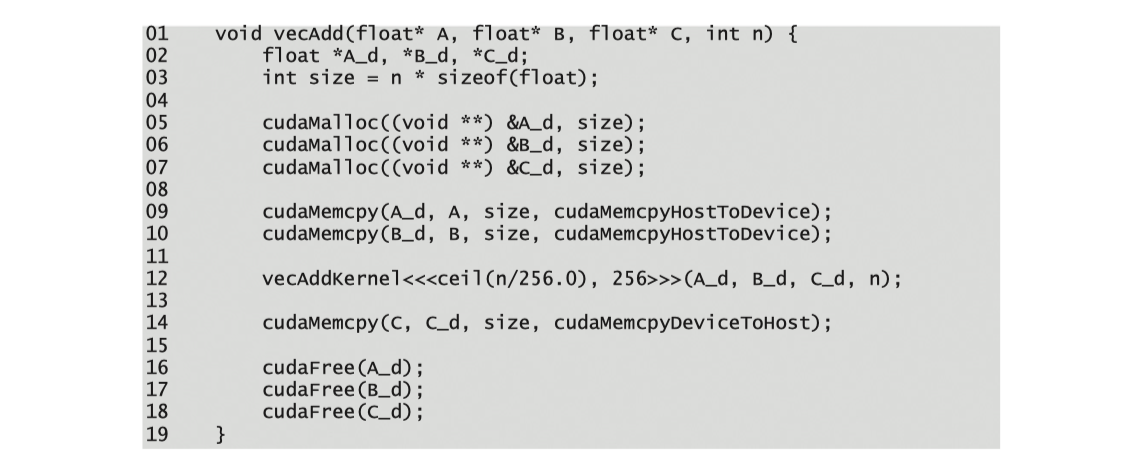 01 void vecAdd(float* A, float* B, float* C, int n) {
02 float *A_d, *B_d, *C_d;
03 int size = n * sizeof(float);
04
05 cudaMalloc((void **) &A_d, size);
06 cudaMalloc((void **) &B_d, size);
07 cudaMalloc((void **) &C_d, size);
08
09 cudaMemcpy(A_d, A, size, cudaMemcpyHostToDevice);
10 cudaMemcpy(B_d, B, size, cudaMemcpyHostToDevice);
11
12 vecAddKernel<<<ceil(n/256.0), 256>>>(A_d, B_d, C_d, n);
13
14 cudaMemcpy(C, C_d, size, cudaMemcpyDeviceToHost);
15
16 cudaFree(A_d);
17 cudaFree(B_d);
18 cudaFree(C_d);
19 }